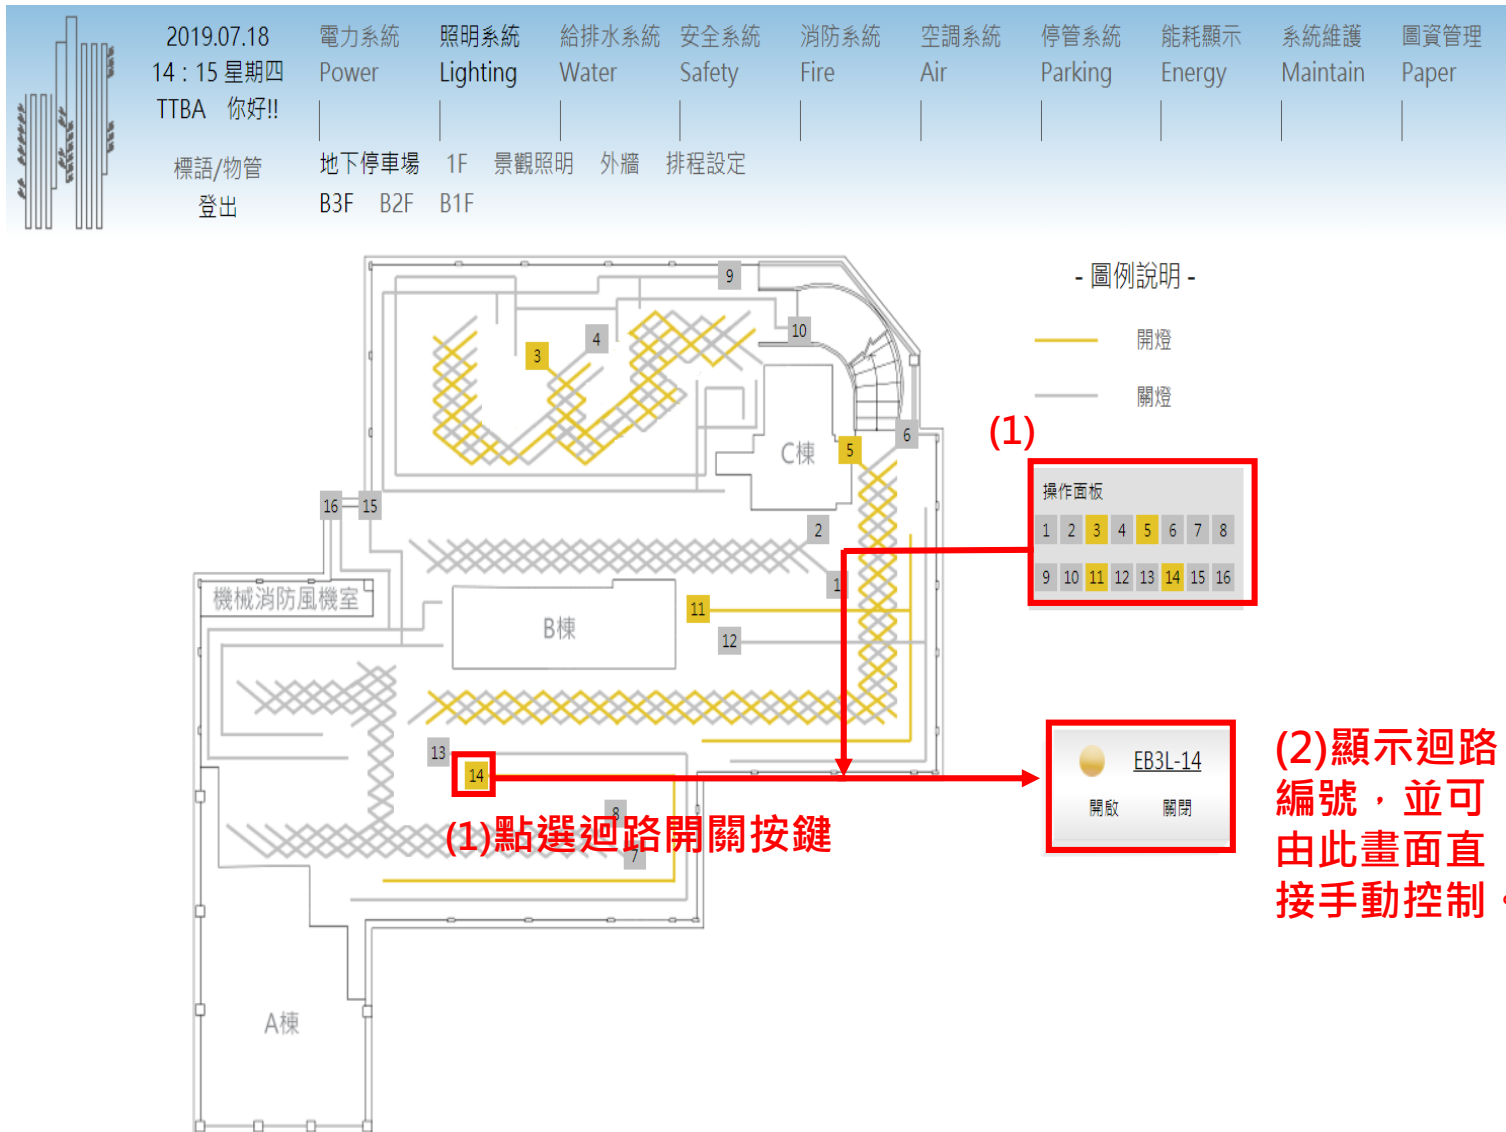 2019.07.18
14：15 星期四
TTBA 你好!!
標語/物管
登出
電力系統 照明系統 給排水系統 安全系統 消防系統 空調系統 停管系統 能耗顯示 系統維護 圖資管理
Power Lighting Water Safety Fire Air Parking Energy Maintain Paper
地下停車場 1F 景觀照明 外牆 排程設定
B3F B2F B1F
- 圖例說明 -
開燈
關燈
9
10
4
3
6
5
C棟
16 15
2
1
機械消防風機室
B棟
11
12
13
14
8
7
A棟
(1)
操作面板
1 2 3 4 5 6 7 8
9 10 11 12 13 14 15 16
EB3L-14
開啟 關閉
(1)點選迴路開關按鍵
(2)顯示迴路
編號，並可
由此畫面直
接手動控制。